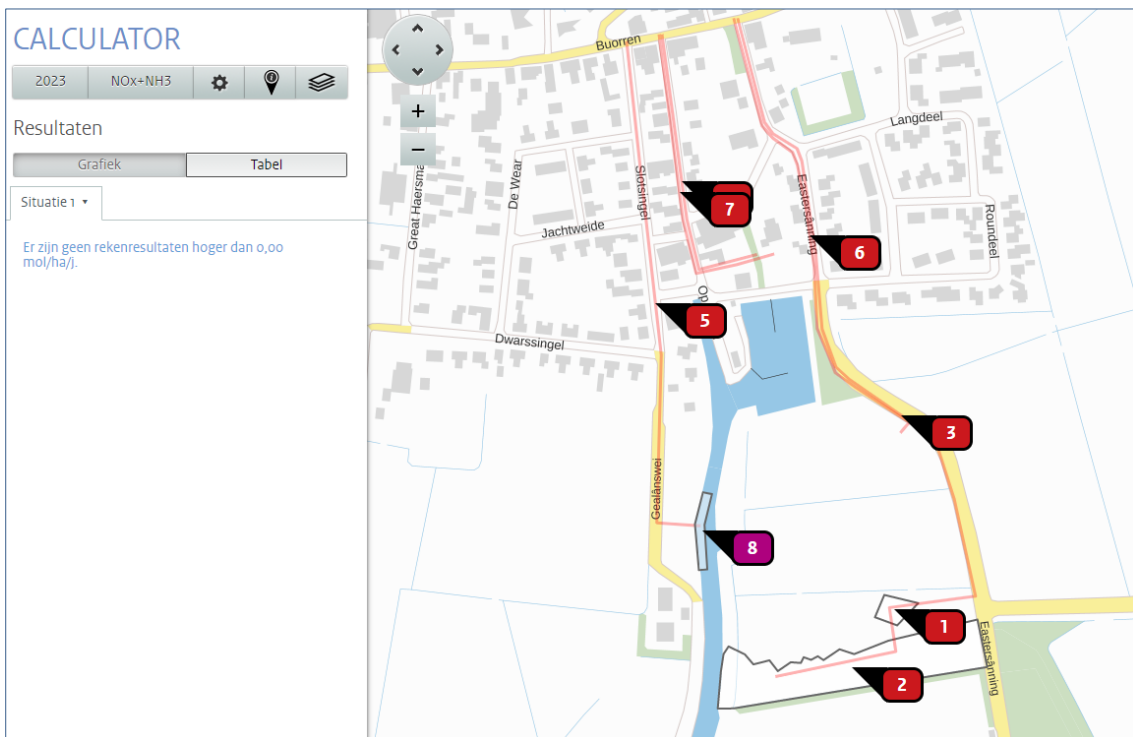 CALCULATOR
2023 NOx+NH3
Resultaten
Grafiek Tabel
Situatie 1
Er zijn geen rekenresultaten hoger dan 0,00
mol/ha/j.
+
−
Buorren
Langdeel
De Wear
Slotsingel
Great Haersma
Jachtweide
Eastersânning
Roundeel
7
6
Op
5
Dwarssingel
3
Gealânswei
8
1
Eastersânning
2